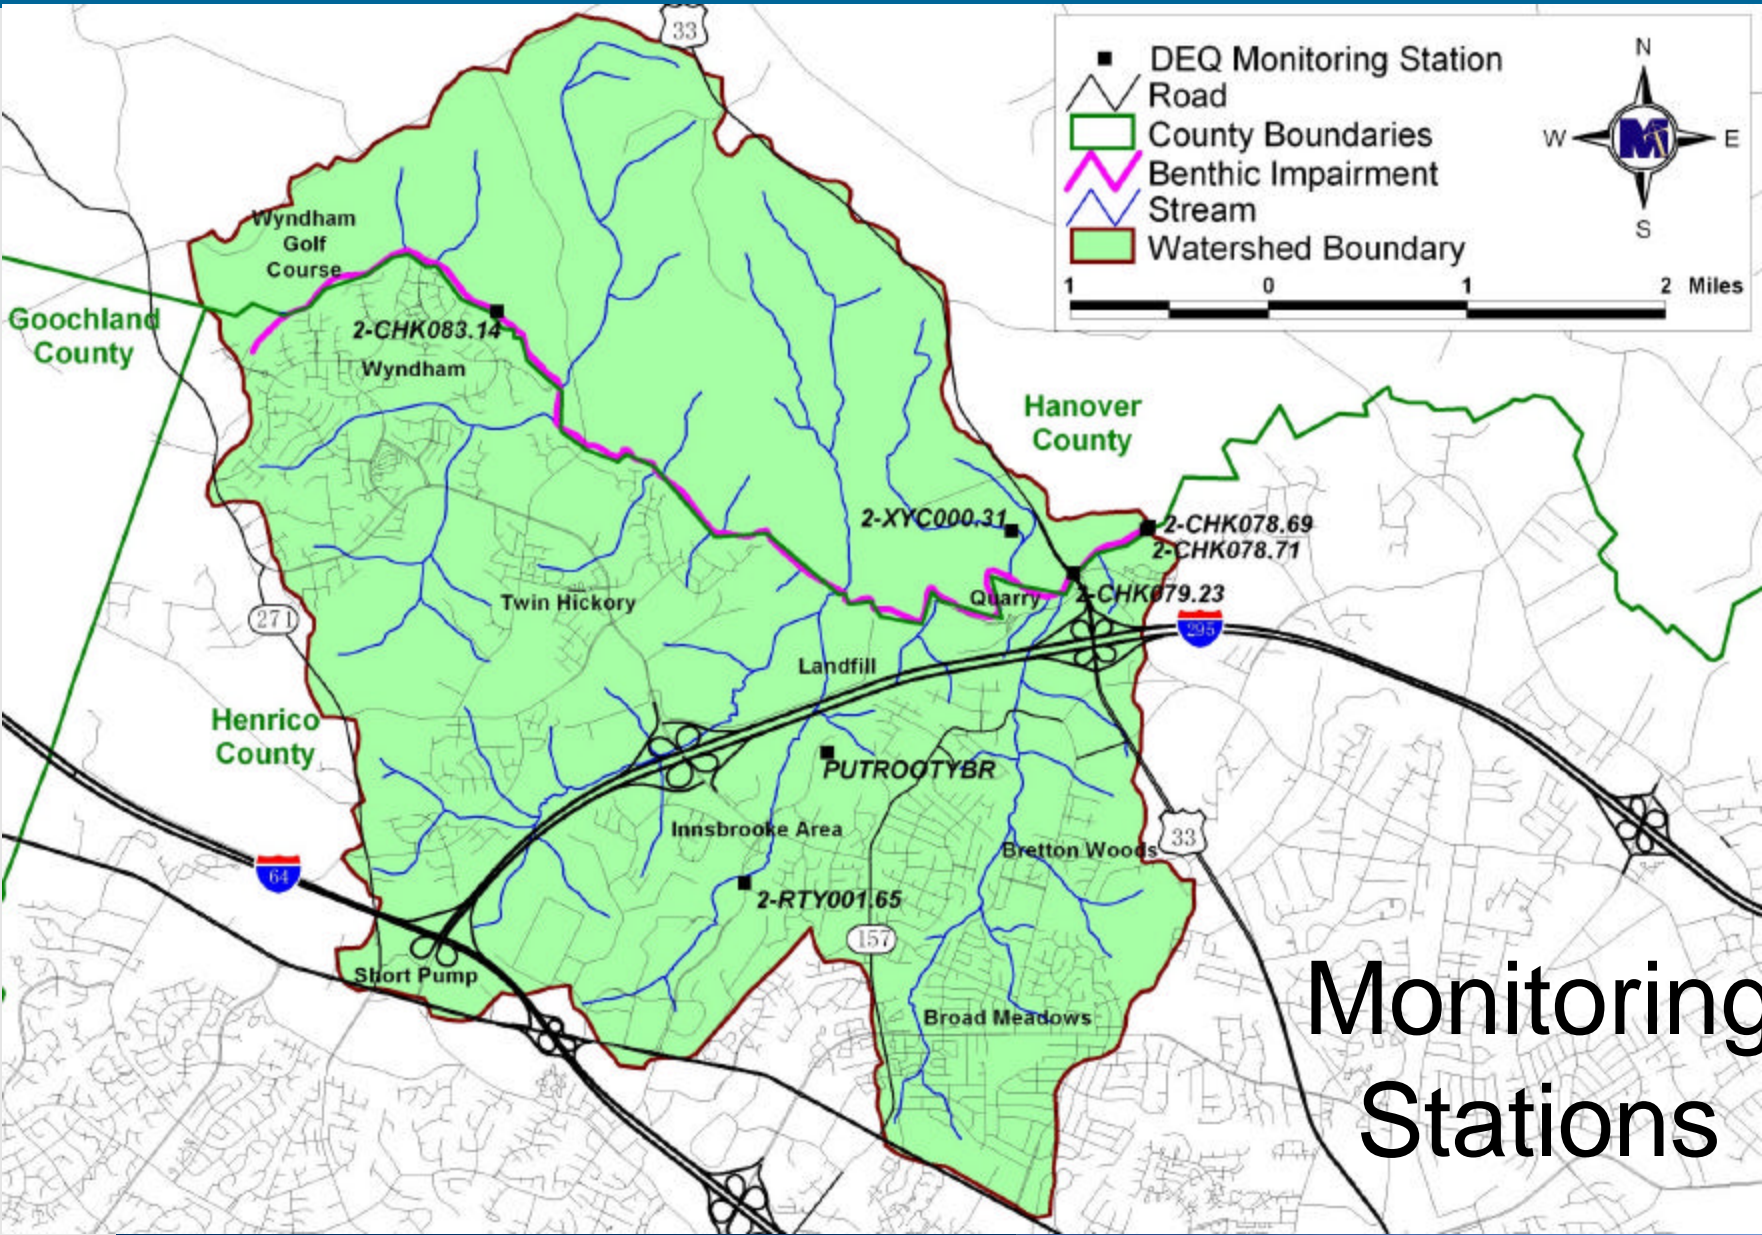 33
DEQ Monitoring Station
Road
County Boundaries
Benthic Impairment
Stream
Watershed Boundary
N
W
E
S
M
1 0 1 2 Miles
Wyndham
Golf
Course
Goochland
County
2-CHK083.14
Wyndham
Hanover
County
2-XYC000.31
2-CHK078.69
2-CHK078.71
2-CHK079.23
Quarry
Twin Hickory
271
295
Landfill
Henrico
County
PUTROOTYBR
Innsbrooke Area
33
Bretton Woods
64
2-RTY001.65
157
Short Pump
Broad Meadows
Monitoring
Stations